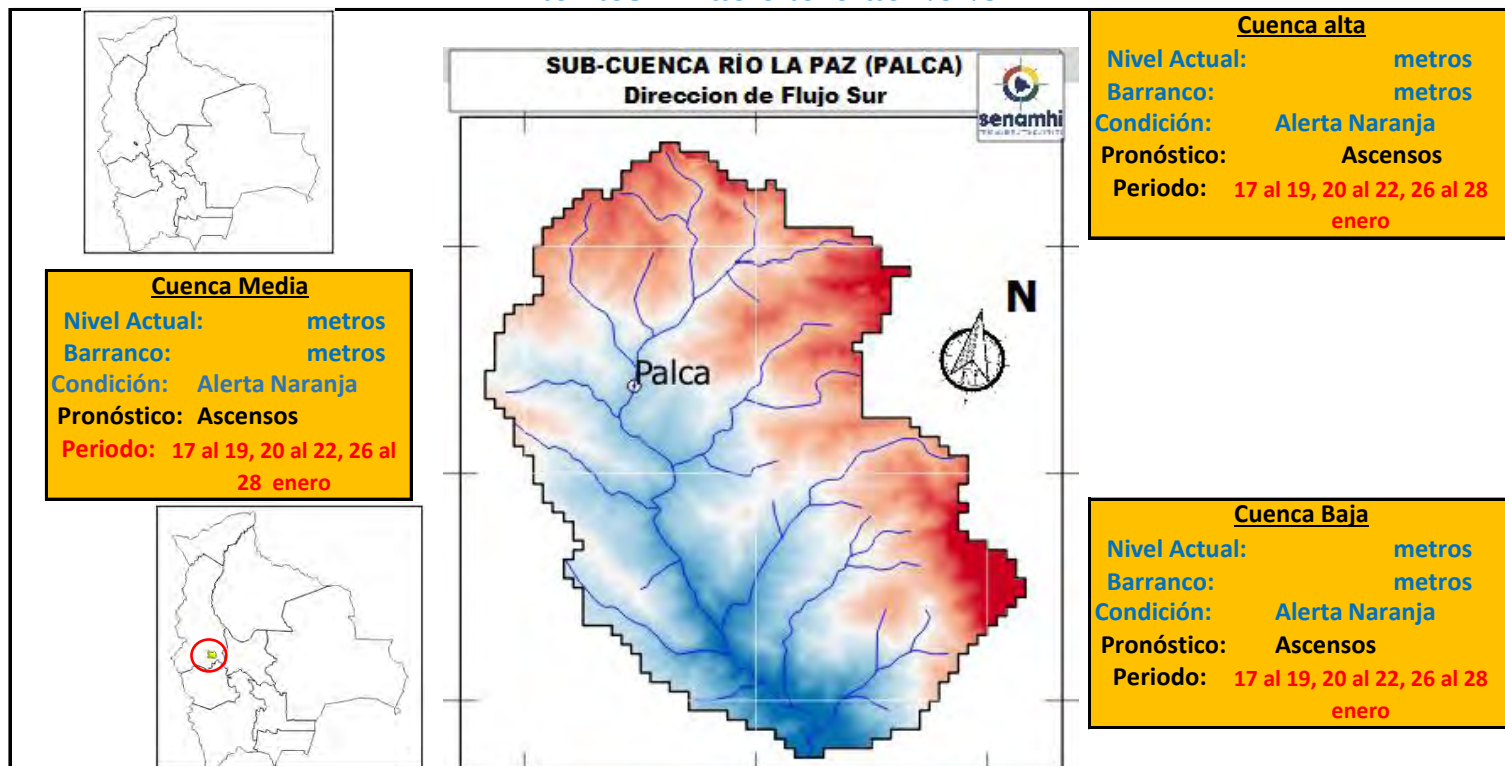 SUB-CUENCA RÍO LA PAZ (PALCA)
Direccion de Flujo Sur
senamhi
N
Palca
Cuenca alta
Nivel Actual: metros
Barranco: metros
Condición: Alerta Naranja
Pronóstico: Ascensos
Periodo: 17 al 19, 20 al 22, 26 al 28
enero
Cuenca Media
Nivel Actual: metros
Barranco: metros
Condición: Alerta Naranja
Pronóstico: Ascensos
Periodo: 17 al 19, 20 al 22, 26 al
28 enero
Cuenca Baja
Nivel Actual: metros
Barranco: metros
Condición: Alerta Naranja
Pronóstico: Ascensos
Periodo: 17 al 19, 20 al 22, 26 al 28
enero